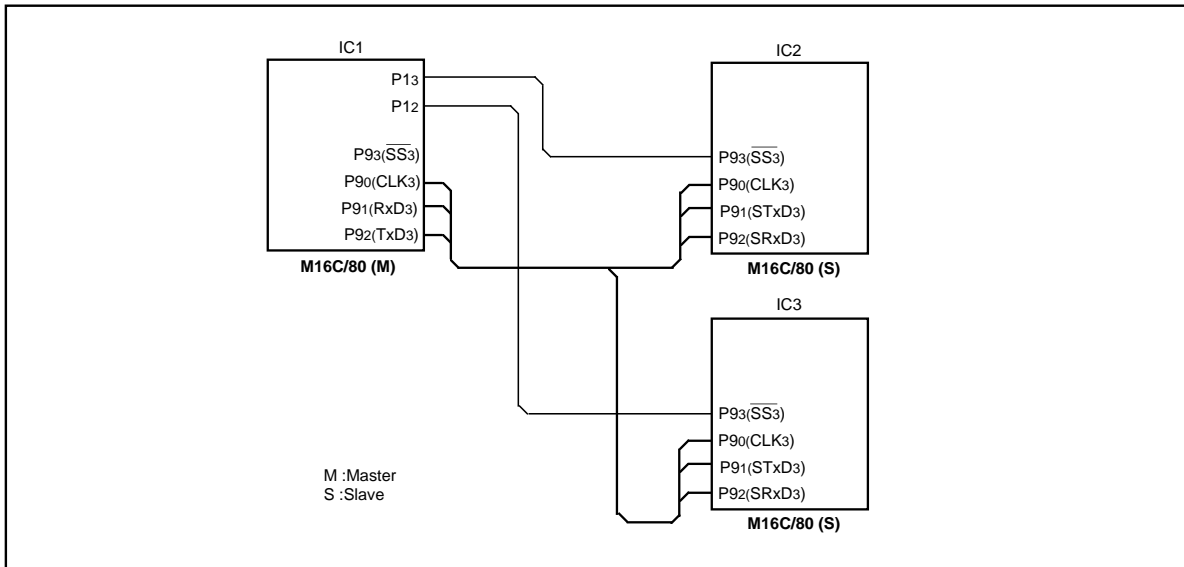 IC1
P13
P12
P93(SS3)
P90(CLK3)
P91(RxD3)
P92(TxD3)
M16C/80 (M)
IC2
P93(SS3)
P90(CLK3)
P91(STxD3)
P92(SRxD3)
M16C/80 (S)
IC3
P93(SS3)
P90(CLK3)
P91(STxD3)
P92(SRxD3)
M16C/80 (S)
M :Master
S :Slave